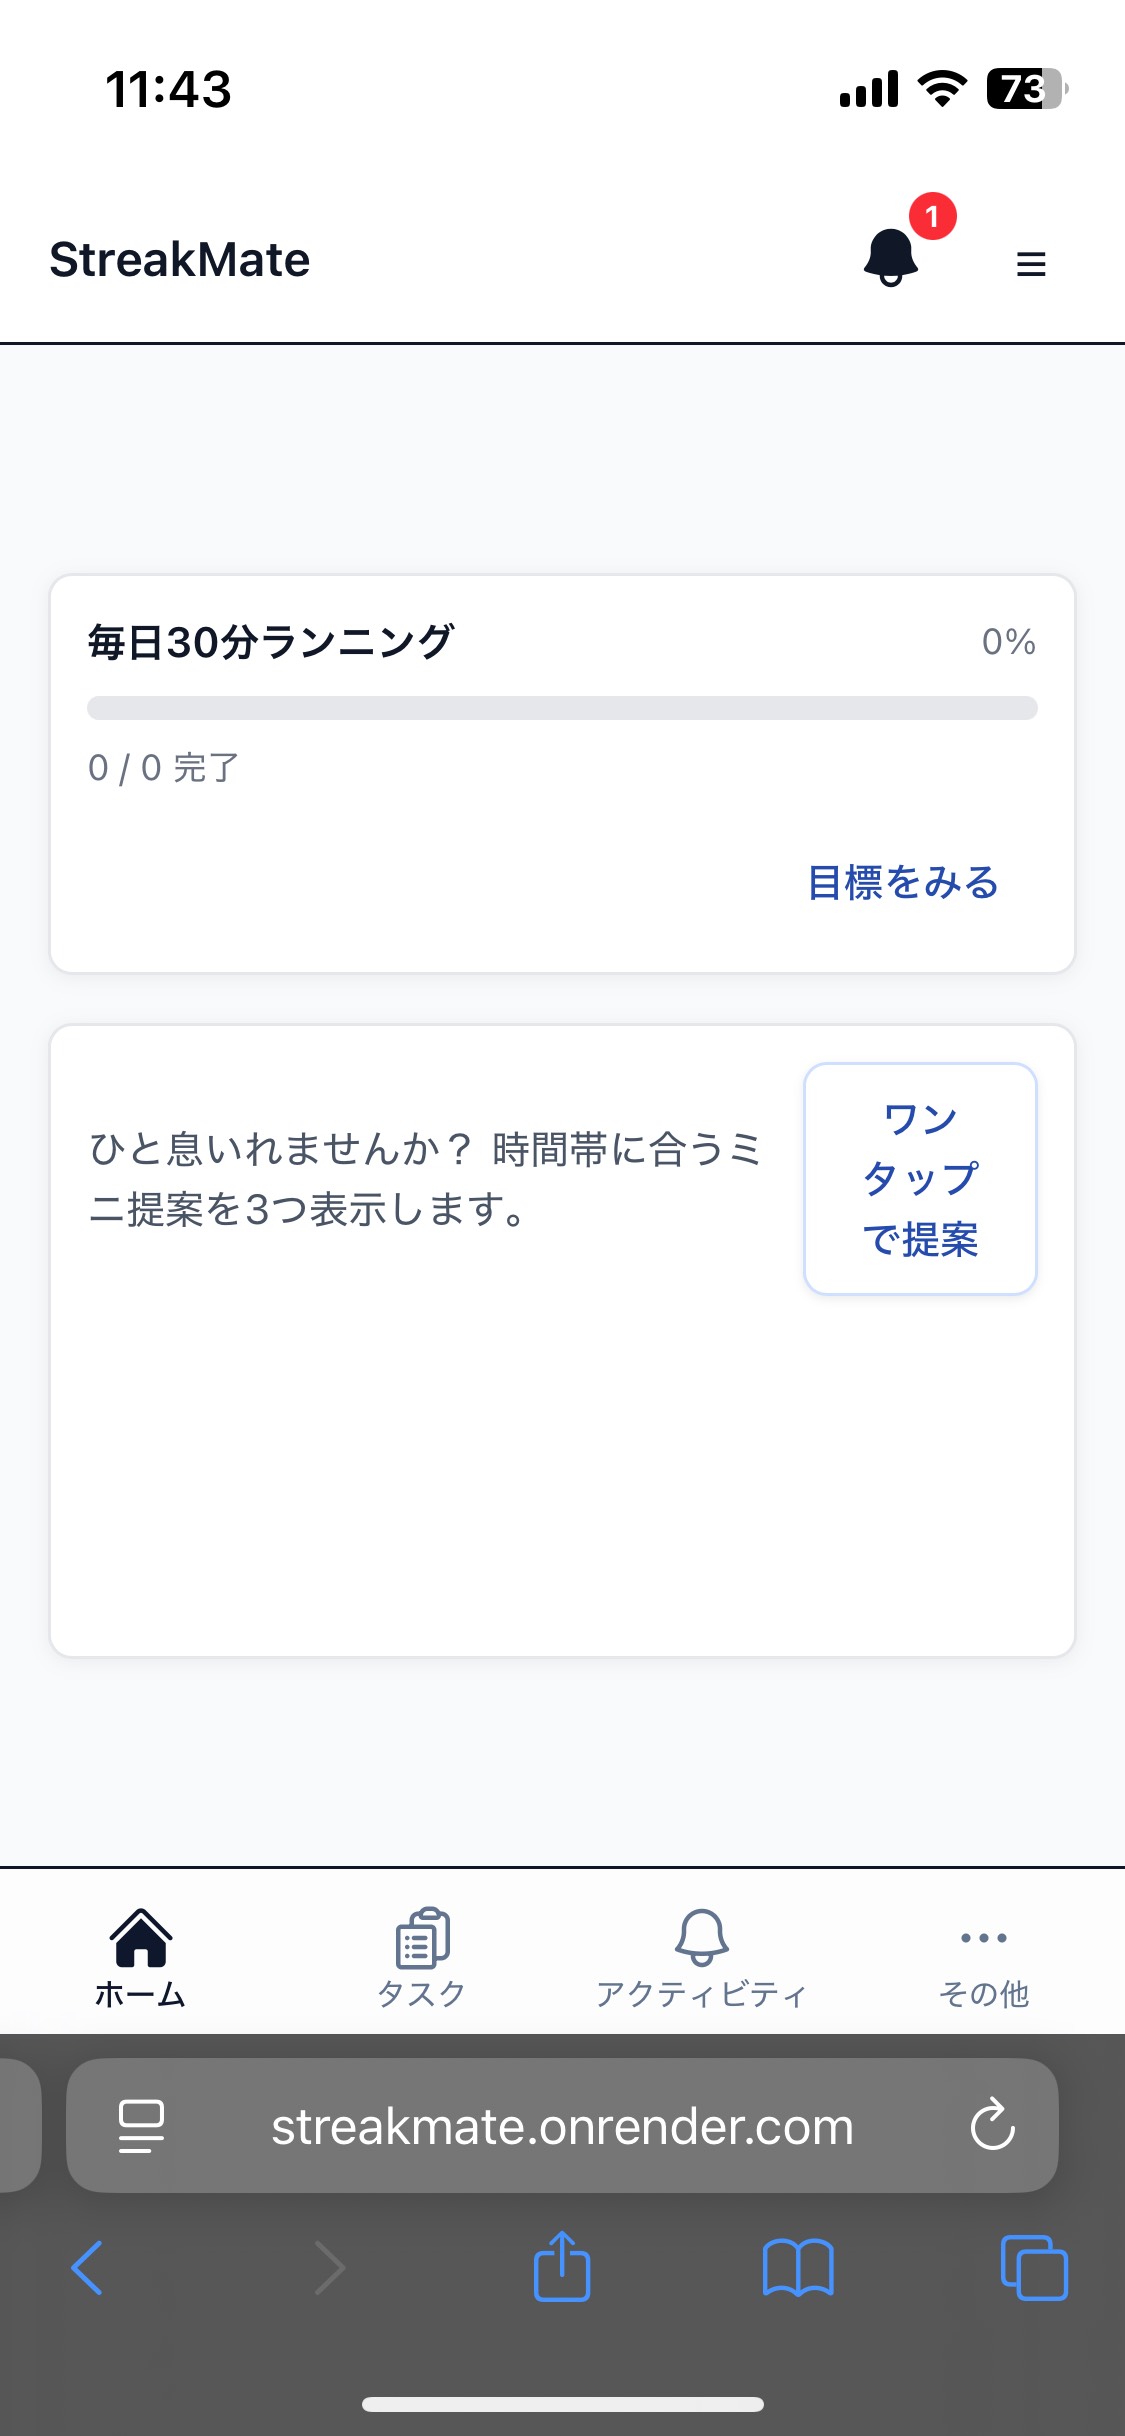 11:43
73
StreakMate
1
毎日30分ランニング
0%
0 / 0 完了
目標をみる
ひと息いれませんか？ 時間帯に合うミ
ニ提案を3つ表示します。
ワン
タップ
で提案
ホーム
タスク
アクティビティ
その他
streakmate.onrender.com